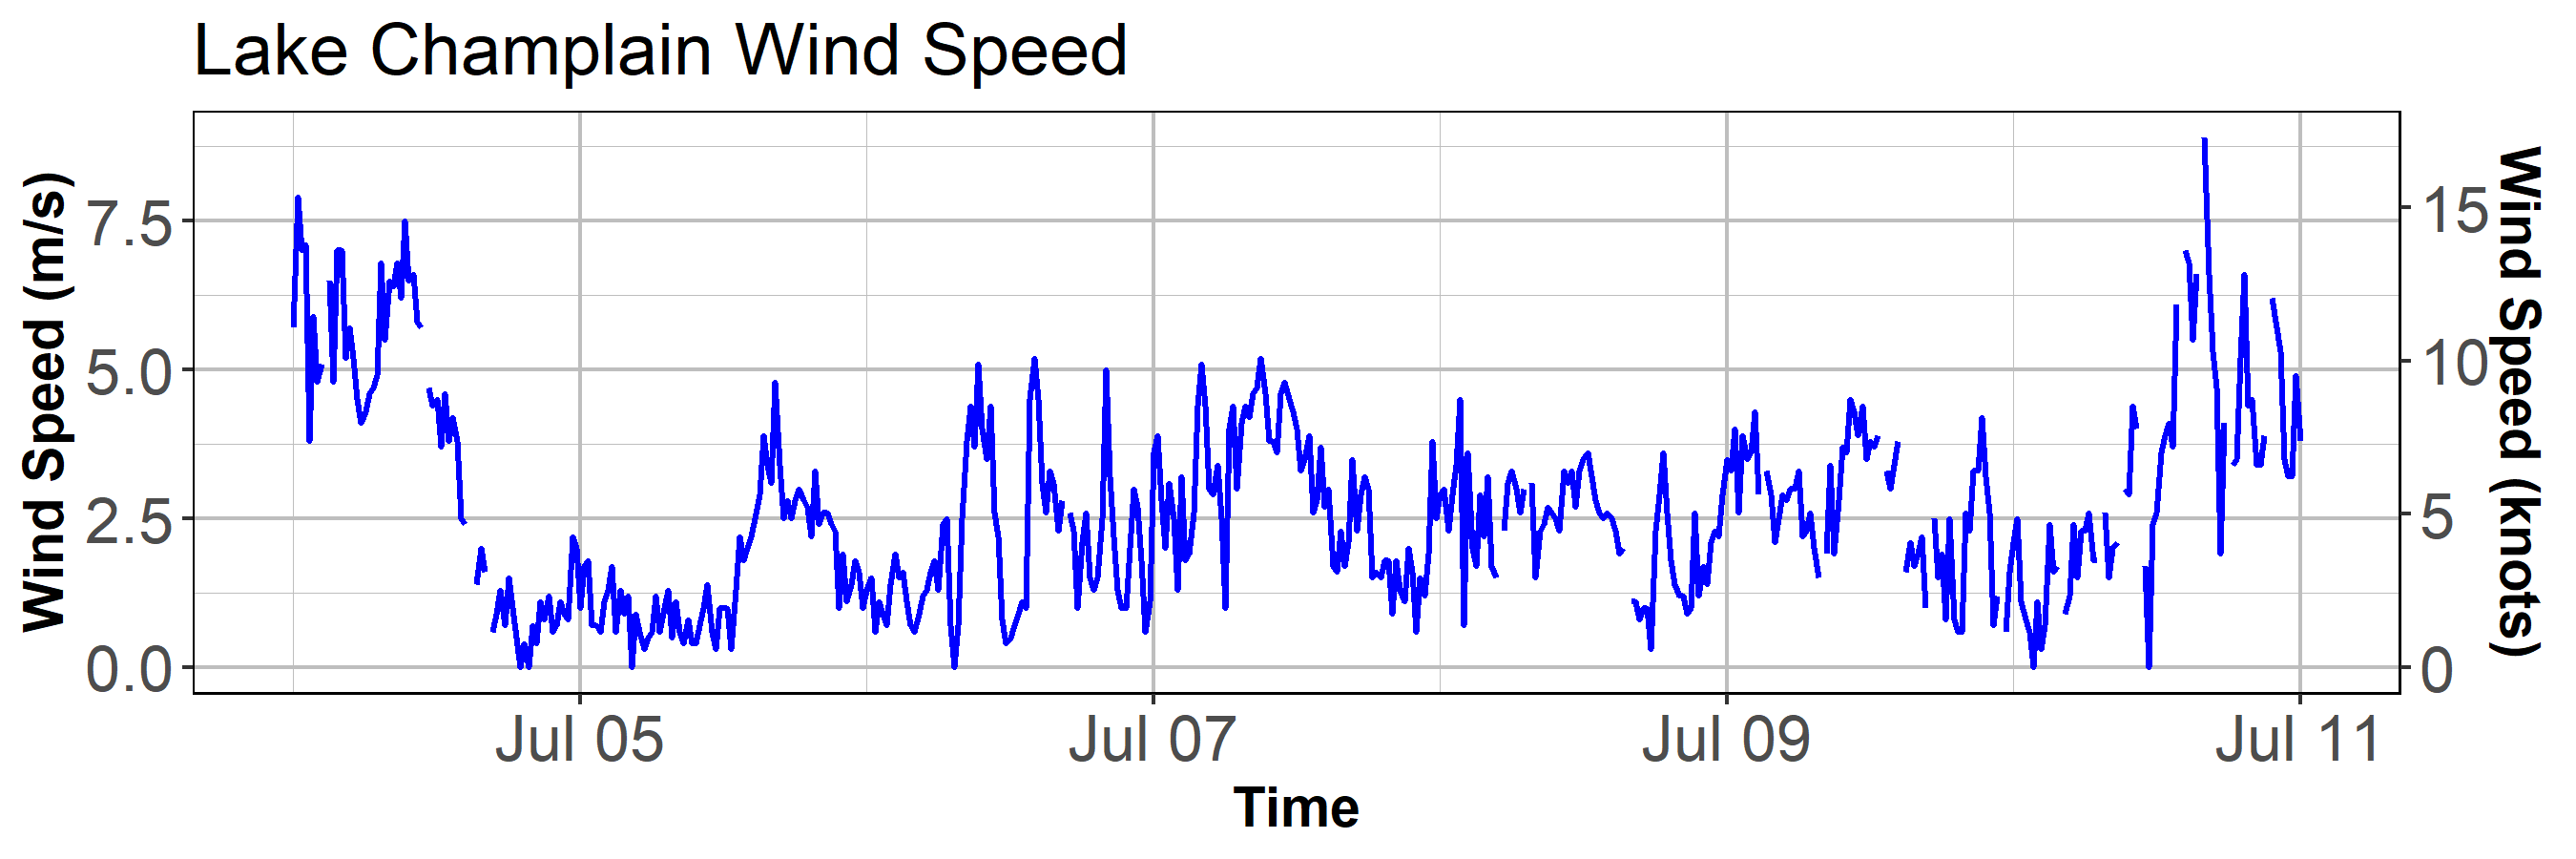 Lake Champlain Wind Speed
Wind Speed (m/s)
7.5
5.0
2.5
0.0
15
10
5
0
Wind Speed (knots)
Jul 05
Jul 07
Jul 09
Jul 11
Time